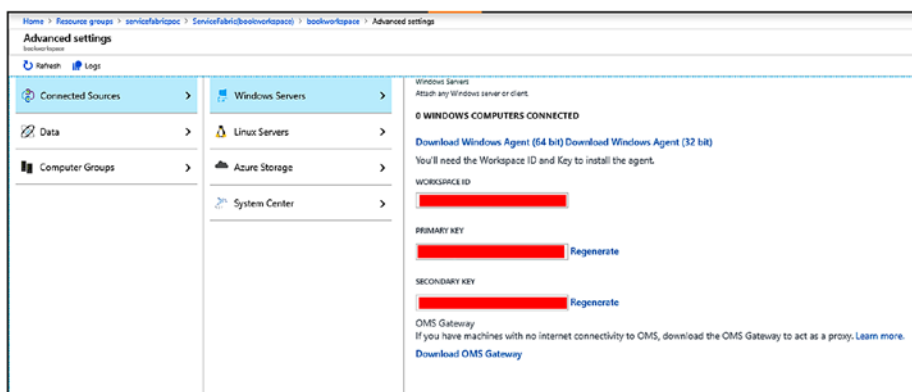 Home > Resource groups > servicefabricpoc > ServiceFabric(bookworkspace) > bookworkspace > Advanced settings
Advanced settings
bookworkspace
Refresh Logs
Connected Sources
Data
Computer Groups
Windows Servers
Linux Servers
Azure Storage
System Center
Windows Servers
Attach any Windows server or client.
0 WINDOWS COMPUTERS CONNECTED
Download Windows Agent (64 bit) Download Windows Agent (32 bit)
You'll need the Workspace ID and Key to install the agent.
WORKSPACE ID
PRIMARY KEY
Regenerate
SECONDARY KEY
Regenerate
OMS Gateway
If you have machines with no internet connectivity to OMS, download the OMS Gateway to act as a proxy. Learn more.
Download OMS Gateway